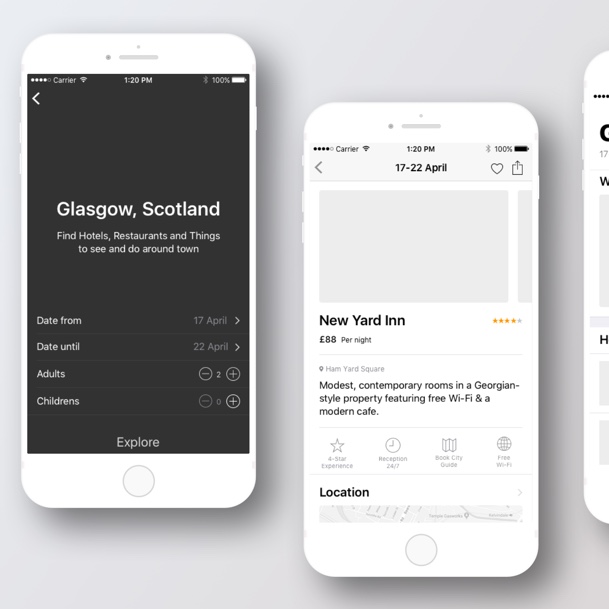 Carrier 1:20 PM 100%
Glasgow, Scotland
Find Hotels, Restaurants and Things
to see and do around town
Date from 17 April
Date until 22 April
Adults 2
Childrens 0
Explore
Carrier 1:20 PM 100%
17-22 April
New Yard Inn
£88 Per night
Ham Yard Square
Modest, contemporary rooms in a Georgian-
style property featuring free Wi-Fi & a
modern cafe.
4-Star
Experience
Reception
24/7
Book City
Guide
Free
Wi-Fi
Location
17
W
H